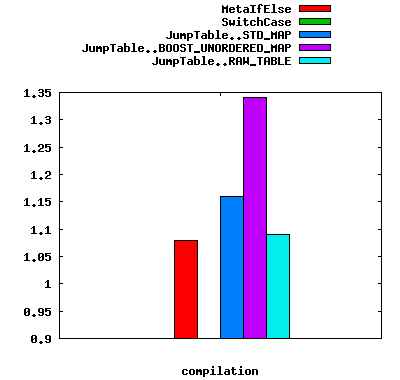 MetaIfElse
SwitchCase
JumpTable..STD_MAP
JumpTable..BOOST_UNORDERED_MAP
JumpTable..RAW_TABLE
1.35
1.3
1.25
1.2
1.15
1.1
1.05
1
0.95
0.9
compilation